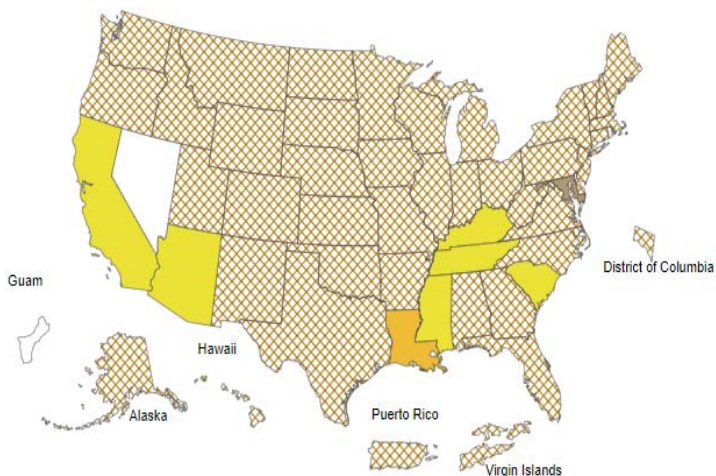 District of Columbia
Guam
Hawaii
Alaska
Puerto Rico
Virgin Islands